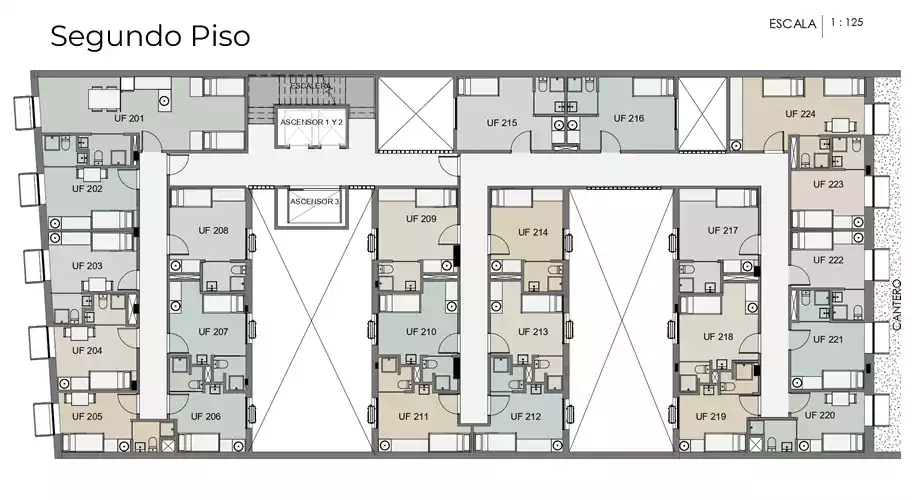 Segundo Piso
ESCALA 1 : 125
ESCALERA
UF 201
ASCENSOR 1 Y 2
UF 215
UF 216
UF 224
UF 202
UF 223
ASCENSOR 3
UF 209
UF 208
UF 214
UF 217
UF 203
UF 222
CANTERO
UF 207
UF 210
UF 213
UF 218
UF 221
UF 204
UF 205
UF 206
UF 211
UF 212
UF 219
UF 220